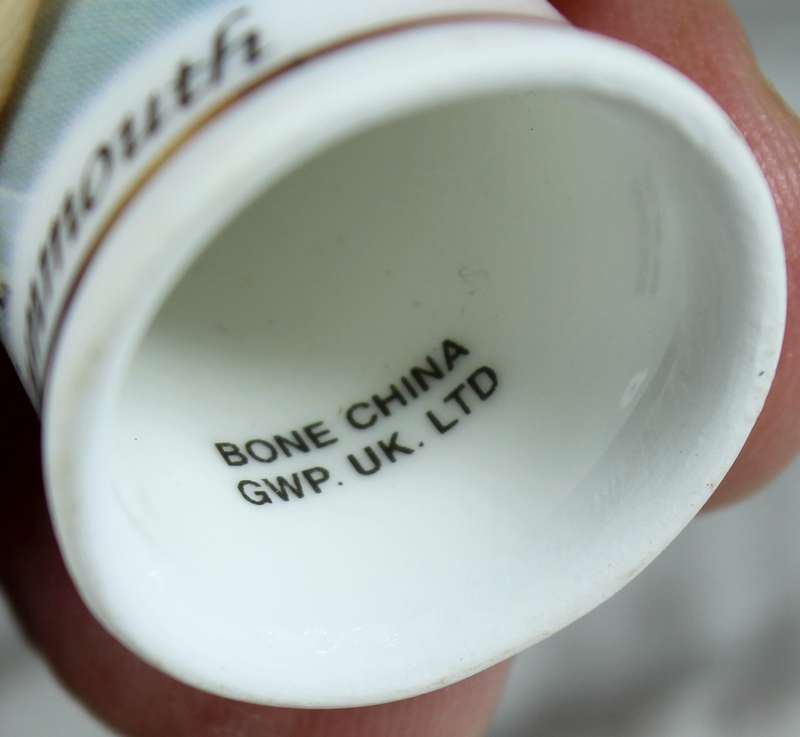 mouth
BONE CHINA
GWP. UK. LTD